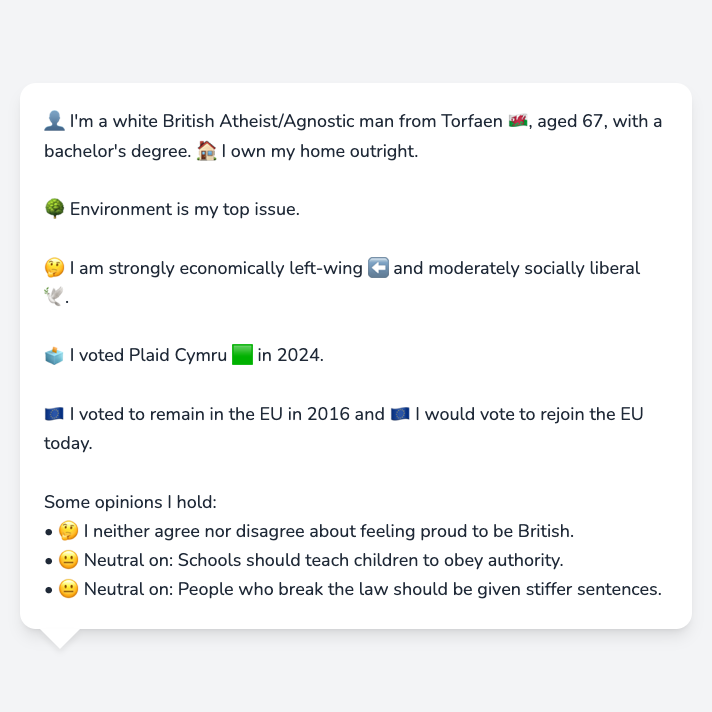 👤 I'm a white British Atheist/Agnostic man from Torfaen 🏴󠁧󠁢󠁷󠁬󠁳󠁿, aged 67, with a
bachelor's degree. 🏠 I own my home outright.
🌳 Environment is my top issue.
🤔 I am strongly economically left-wing ⬅️ and moderately socially liberal
🕊️.
🗳️ I voted Plaid Cymru 🟩 in 2024.
🇪🇺 I voted to remain in the EU in 2016 and 🇪🇺 I would vote to rejoin the EU
today.
Some opinions I hold:
• 🤔 I neither agree nor disagree about feeling proud to be British.
• 😐 Neutral on: Schools should teach children to obey authority.
• 😐 Neutral on: People who break the law should be given stiffer sentences.